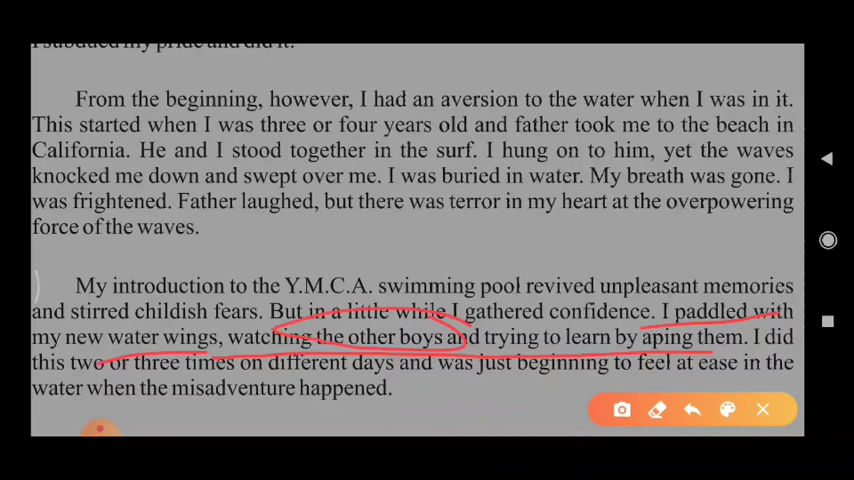 I subdued my pride and did it.
From the beginning, however, I had an aversion to the water when I was in it.
This started when I was three or four years old and father took me to the beach in
California. He and I stood together in the surf. I hung on to him, yet the waves
knocked me down and swept over me. I was buried in water. My breath was gone. I
was frightened. Father laughed, but there was terror in my heart at the overpowering
force of the waves.
My introduction to the Y.M.C.A. swimming pool revived unpleasant memories
and stirred childish fears. But in a little while I gathered confidence. I paddled with
my new water wings, watching the other boys and trying to learn by aping them. I did
this two or three times on different days and was just beginning to feel at ease in the
water when the misadventure happened.